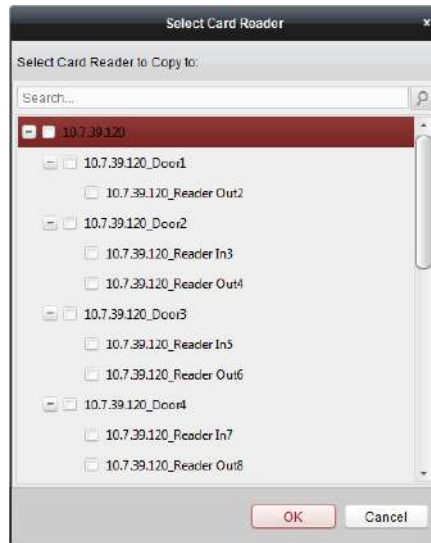 Select Card Reader x
Select Card Reader to Copy to:
Search...
10.7.39.120
10.7.39.120_Door1
10.7.39.120_Reader Out2
10.7.39.120_Door2
10.7.39.120_Reader In3
10.7.39.120_Reader Out4
10.7.39.120_Door3
10.7.39.120_Reader In5
10.7.39.120_Reader Out6
10.7.39.120_Door4
10.7.39.120_Reader In7
10.7.39.120_Reader Out8
OK Cancel